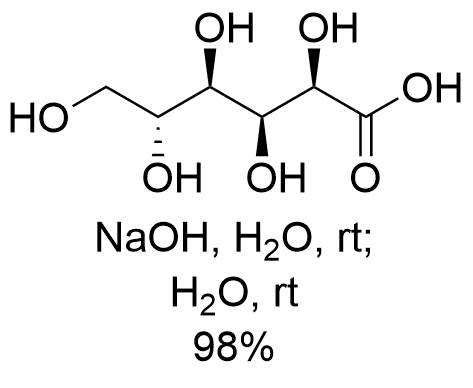 OH OH
HO OH
OH OH O
NaOH, H₂O, rt;
H₂O, rt
98%